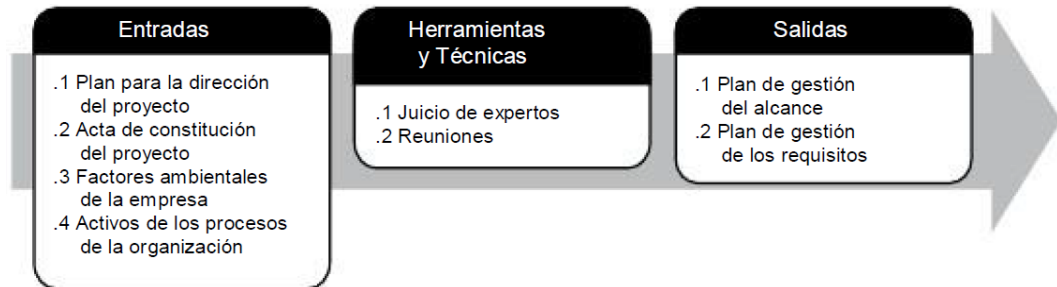 Entradas
.1 Plan para la dirección
del proyecto
.2 Acta de constitución
del proyecto
.3 Factores ambientales
de la empresa
.4 Activos de los procesos
de la organización
Herramientas
y Técnicas
.1 Juicio de expertos
.2 Reuniones
Salidas
.1 Plan de gestión
del alcance
.2 Plan de gestión
de los requisitos